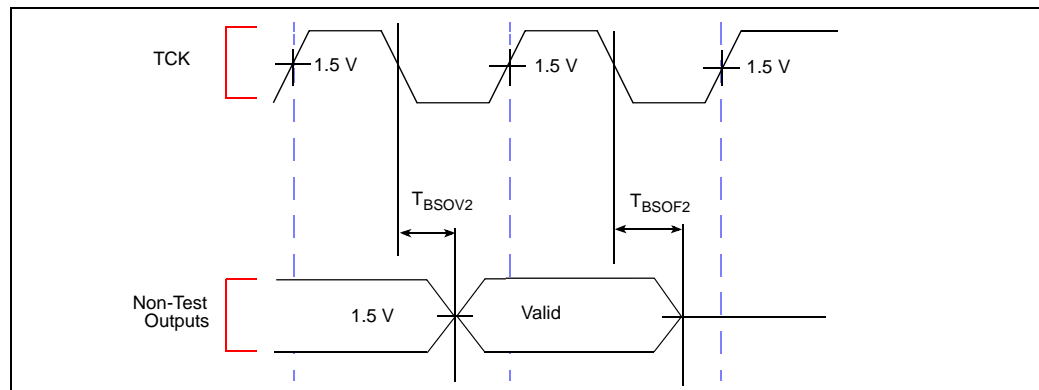 TCK
1.5 V
1.5 V
1.5 V
TBSOV2
TBSOF2
Non-Test
Outputs
1.5 V
Valid